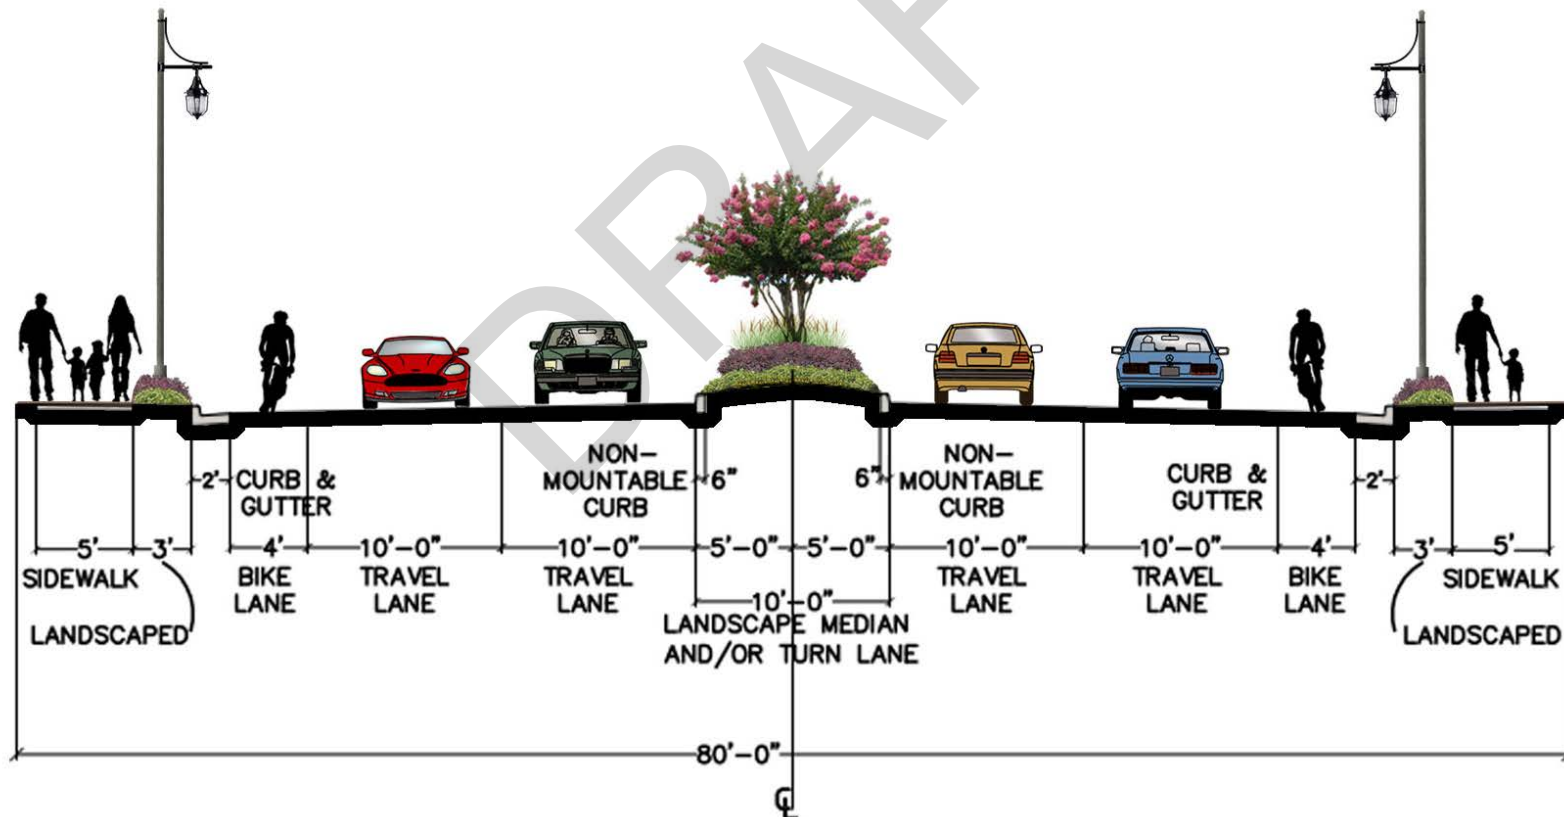 DRAF
NON-
MOUNTABLE
CURB
NON-
MOUNTABLE
CURB
2'
CURB &
GUTTER
6"
6"
CURB &
GUTTER
2'
5'
3'
4'
10'-0"
10'-0"
5'-0"
5'-0"
10'-0"
10'-0"
4'
3'
5'
SIDEWALK
BIKE
LANE
TRAVEL
LANE
TRAVEL
LANE
TRAVEL
LANE
TRAVEL
LANE
BIKE
LANE
SIDEWALK
10'-0"
LANDSCAPED
LANDSCAPE MEDIAN
AND/OR TURN LANE
LANDSCAPED
80'-0"
CL